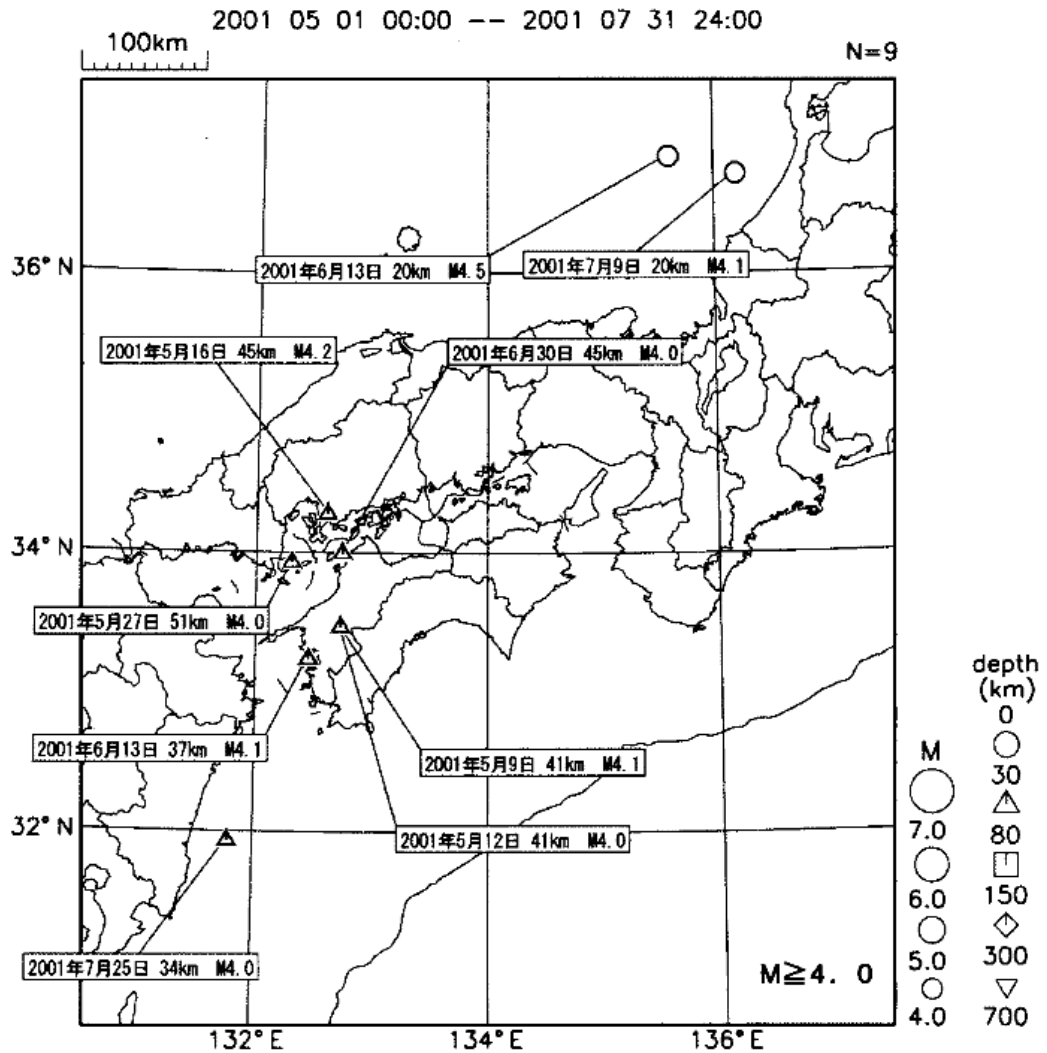 2001 05 01 00:00 -- 2001 07 31 24:00
100km
N=9
36°N
2001年6月13日 20km M4.5
2001年7月9日 20km M4.1
2001年5月16日 45km M4.2
2001年6月30日 45km M4.0
34°N
2001年5月27日 51km M4.0
2001年6月13日 37km M4.1
2001年5月9日 41km M4.1
32°N
2001年5月12日 41km M4.0
2001年7月25日 34km M4.0
M≧4. 0
132°E
134°E
136°E
M
7.0
6.0
5.0
4.0
depth
(km)
0
30
80
150
300
700